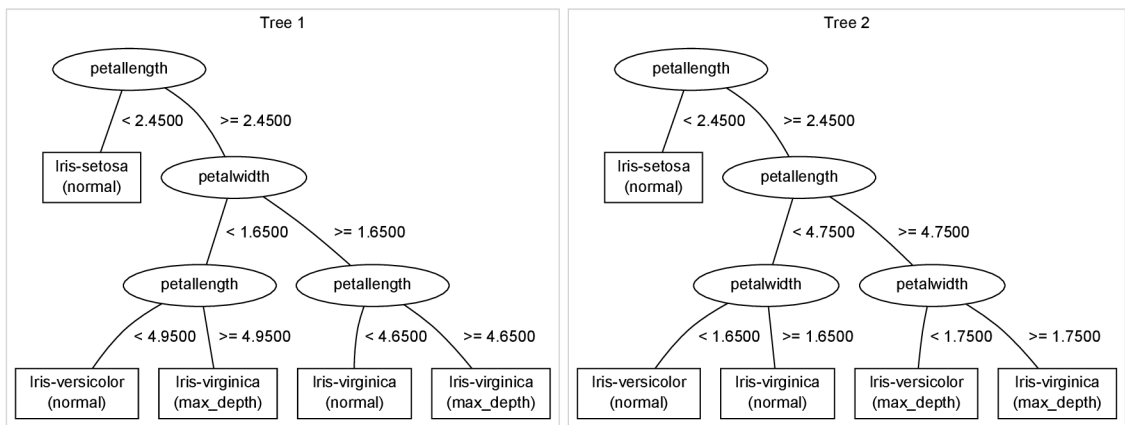 Tree 1
petallength
< 2.4500
>= 2.4500
Iris-setosa
(normal)
petalwidth
< 1.6500
>= 1.6500
petallength
petallength
< 4.9500
>= 4.9500
< 4.6500
>= 4.6500
Iris-versicolor
(normal)
Iris-virginica
(max_depth)
Iris-virginica
(normal)
Iris-virginica
(max_depth)
Tree 2
petallength
< 2.4500
>= 2.4500
Iris-setosa
(normal)
petallength
< 4.7500
>= 4.7500
petalwidth
petalwidth
< 1.6500
>= 1.6500
< 1.7500
>= 1.7500
Iris-versicolor
(normal)
Iris-virginica
(normal)
Iris-versicolor
(max_depth)
Iris-virginica
(max_depth)